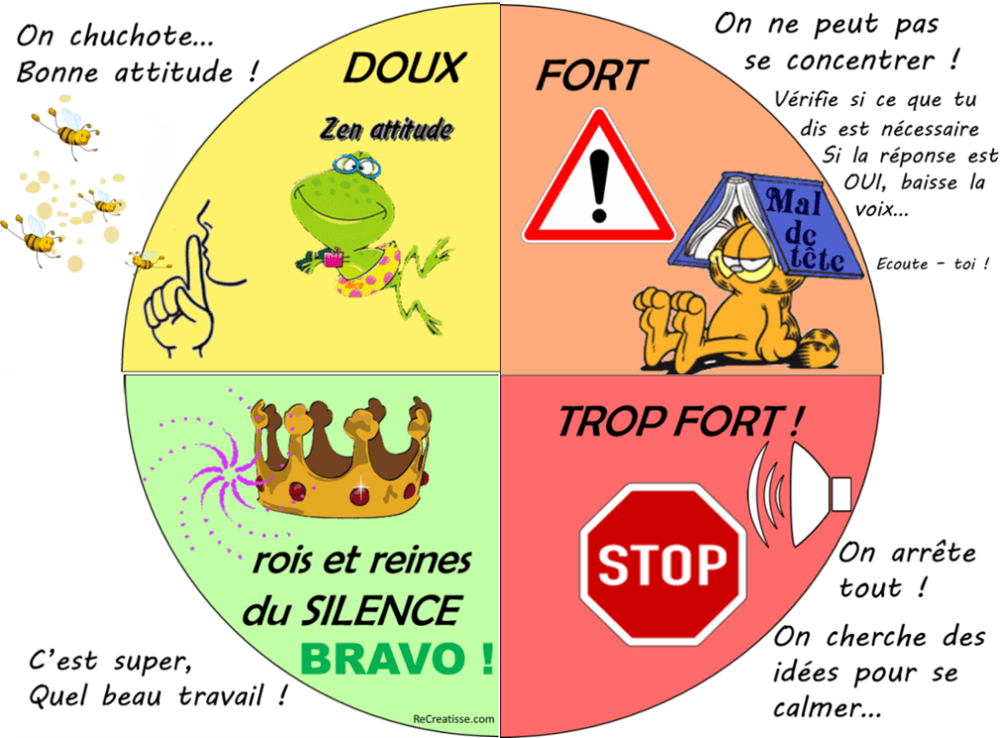 On chuchote...
Bonne attitude !
DOUX
Zen attitude
Nice
FORT
On ne peut pas
se concentrer !
Vérifie si ce que tu
dis est nécessaire
Si la réponse est
OUI, baisse la
voix...
Mal
de
tête
Ecoute - toi !
rois et reines
du SILENCE
BRAVO !
C'est super,
Quel beau travail !
ReCreatisse.com
TROP FORT !
STOP
On arrête
tout !
On cherche des
idées pour se
calmer...